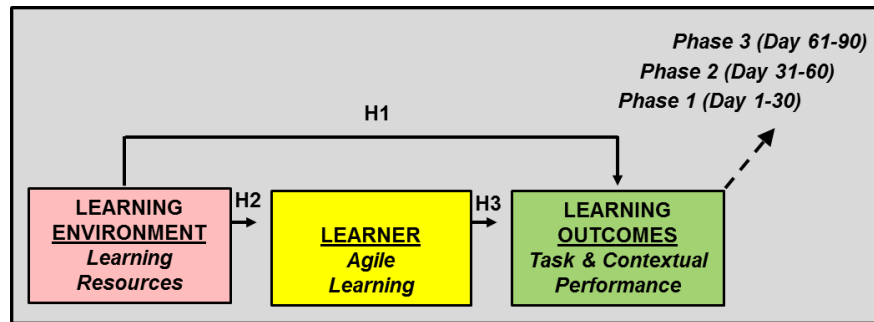 Phase 3 (Day 61-90)
Phase 2 (Day 31-60)
Phase 1 (Day 1-30)
H1
LEARNING
ENVIRONMENT
Learning
Resources
H2
LEARNER
Agile
Learning
H3
LEARNING
OUTCOMES
Task & Contextual
Performance